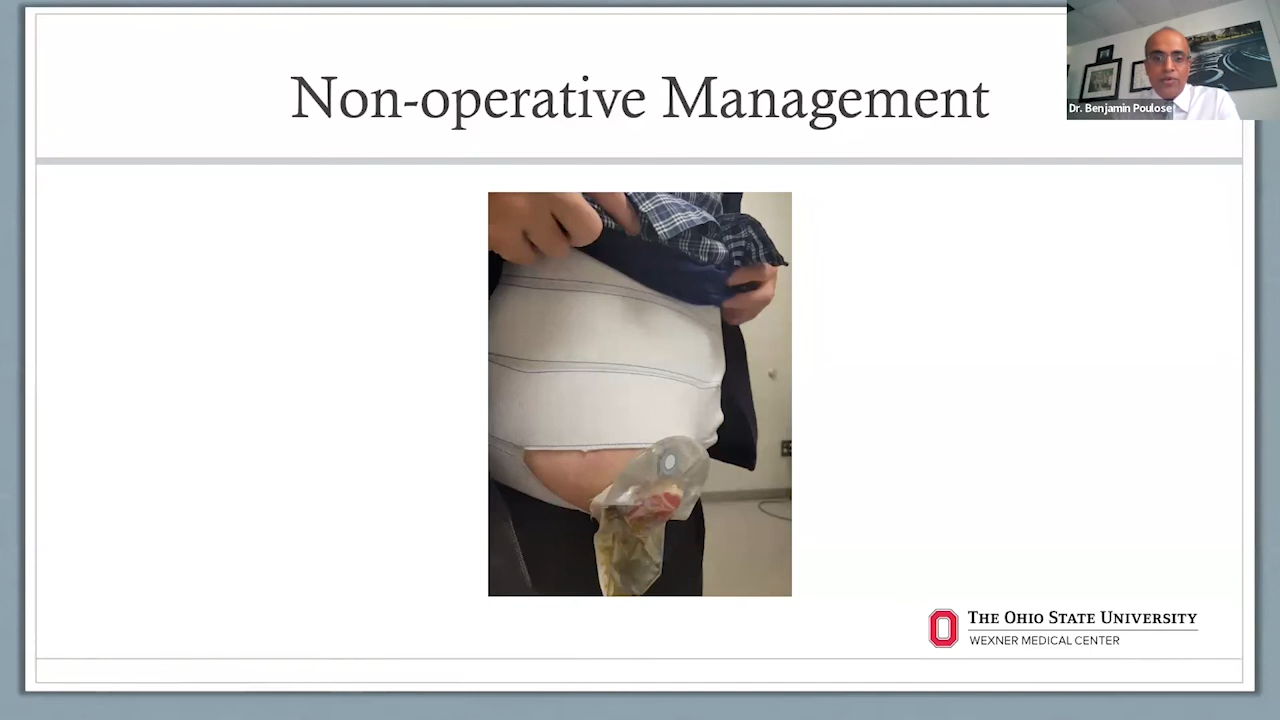 Non-operative Management
Dr. Benjamin Poulose
THE OHIO STATE UNIVERSITY
WEXNER MEDICAL CENTER